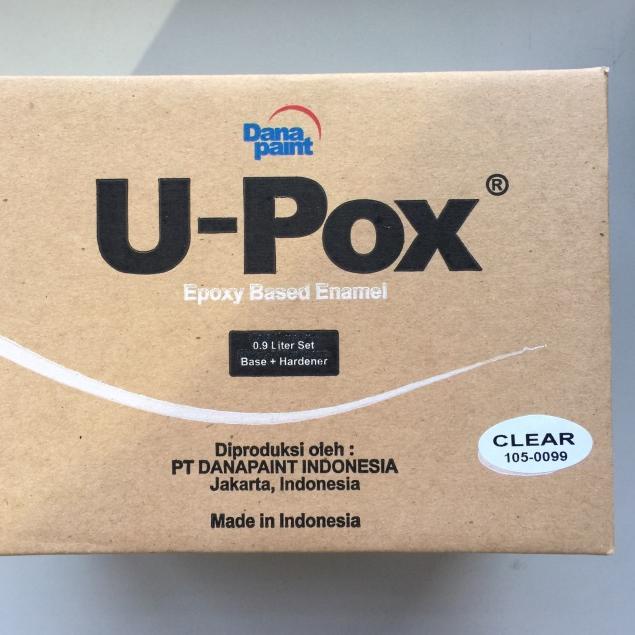 Dana
paint
U-Pox®
Epoxy Based Enamel
0.9 Liter Set
Base + Hardener
Diproduksi oleh :
PT DANAPAINT INDONESIA
Jakarta, Indonesia
Made in Indonesia
CLEAR
105-0099